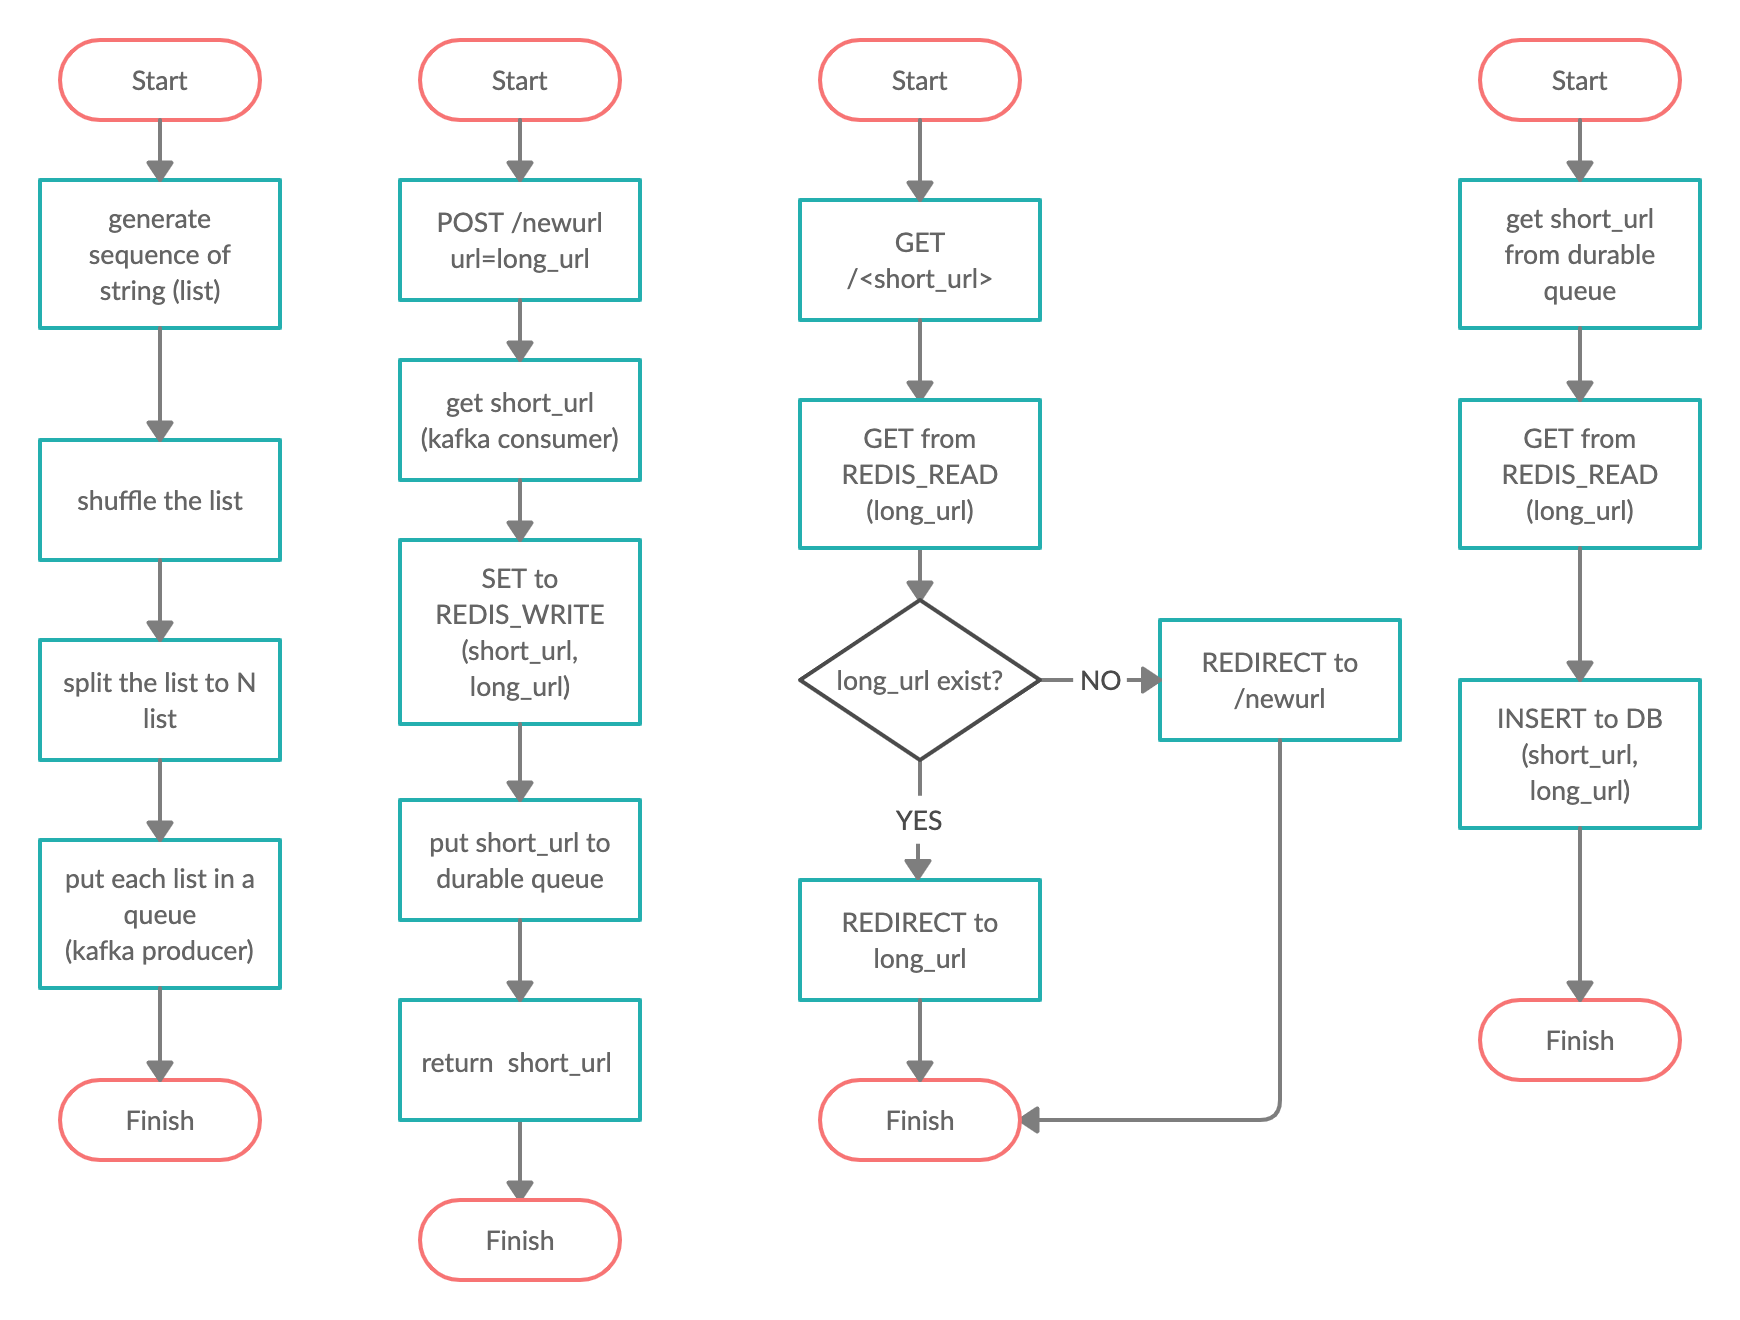 Start
generate
sequence of
string (list)
shuffle the list
split the list to N
list
put each list in a
queue
(kafka producer)
Finish
Start
POST /newurl
url=long_url
get short_url
(kafka consumer)
SET to
REDIS_WRITE
(short_url,
long_url)
put short_url to
durable queue
return  short_url
Finish
Start
GET
/<short_url>
GET from
REDIS_READ
(long_url)
long_url exist?
NO
REDIRECT to
/newurl
YES
REDIRECT to
long_url
Finish
Start
get short_url
from durable
queue
GET from
REDIS_READ
(long_url)
INSERT to DB
(short_url,
long_url)
Finish